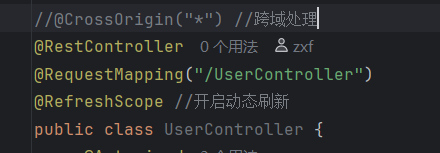 //@CrossOrigin("*") //跨域处理
@RestController 0 个用法 zxf
@RequestMapping("/UserController")
@RefreshScope //开启动态刷新
public class UserController {